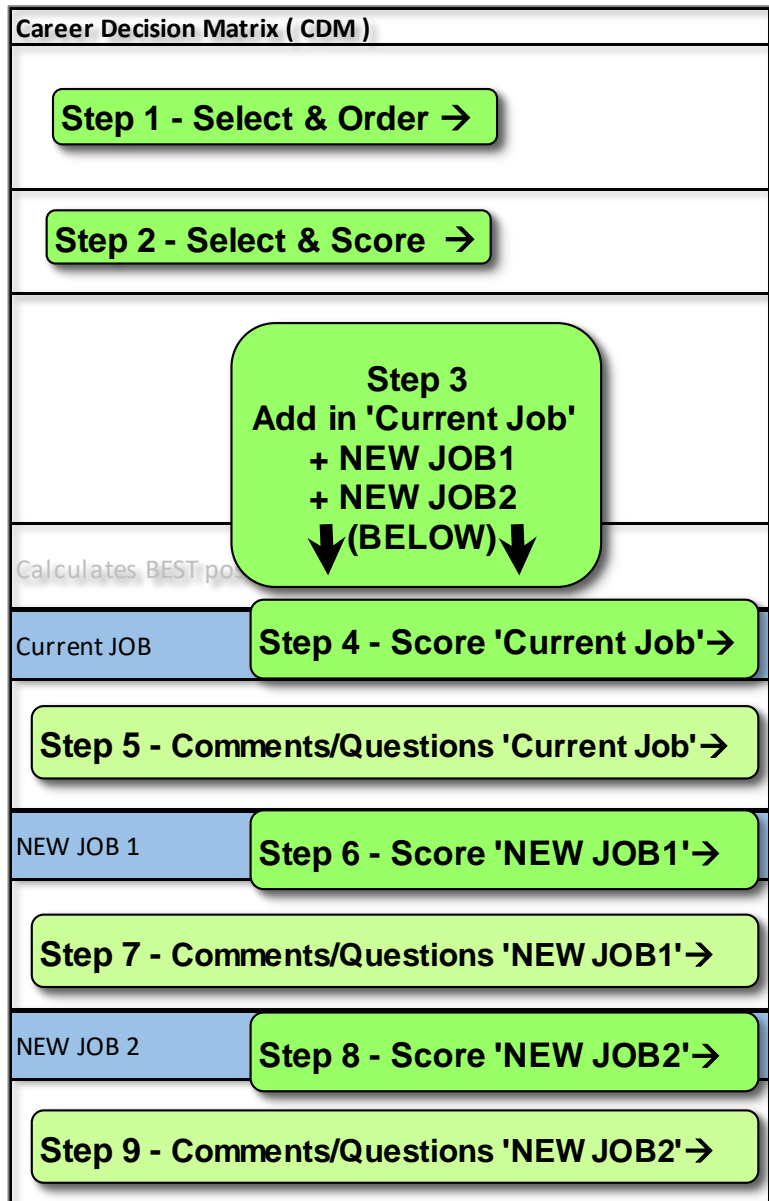 Career Decision Matrix ( CDM )
Step 1 - Select & Order →
Step 2 - Select & Score →
Step 3
Add in 'Current Job'
+ NEW JOB1
+ NEW JOB2
(BELOW)
Calculates BEST
Current JOB
Step 4 - Score 'Current Job'→
Step 5 - Comments/Questions 'Current Job'→
NEW JOB 1
Step 6 - Score 'NEW JOB1'→
Step 7 - Comments/Questions 'NEW JOB1'→
NEW JOB 2
Step 8 - Score 'NEW JOB2'→
Step 9 - Comments/Questions 'NEW JOB2'→